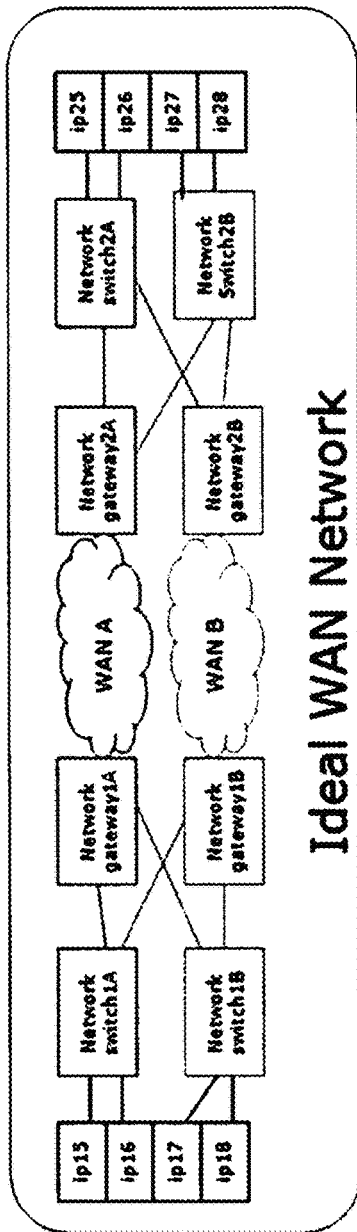 ip15
ip16
ip17
ip18
Network
switch1A
Network
switch1B
Network
gateway1A
Network
gateway1B
WAN A
WAN B
Network
gateway2A
Network
gateway2B
Network
switch2A
Network
Switch2B
ip25
ip26
ip27
ip28
Ideal WAN Network